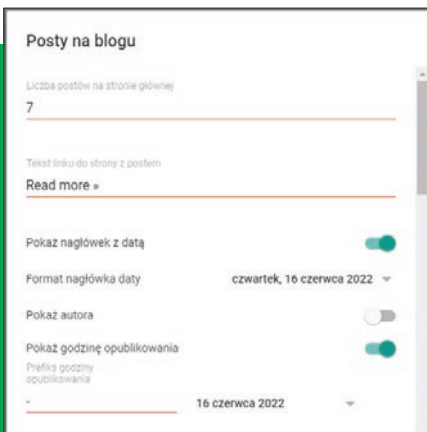 Posty na blogu
Liczba postów na stronie głównej
7
Tekst linku do strony z postem
Read more »
Pokaż nagłówek z datą
Format nagłówka daty czwartek, 16 czerwca 2022
Pokaż autora
Pokaż godzinę opublikowania
Prefiks godziny
opublikowania
- 16 czerwca 2022